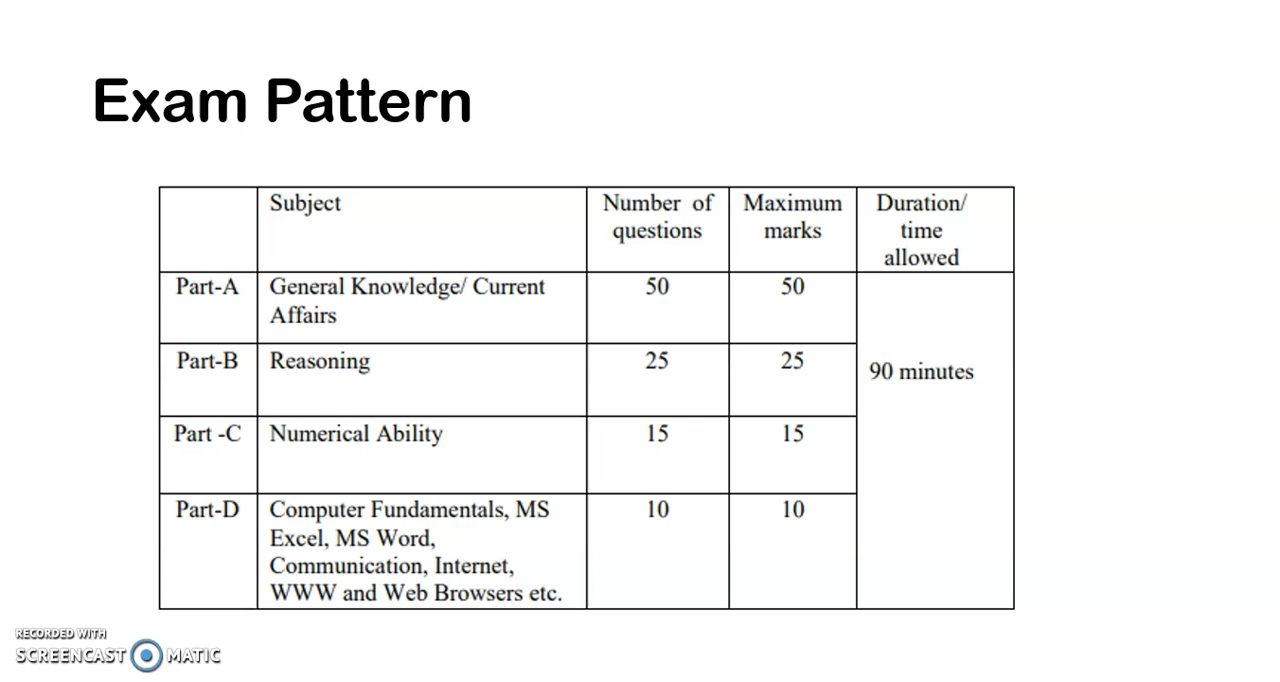 Exam Pattern
Subject
Number of
questions
Maximum
marks
Duration/
time
allowed
Part-A
General Knowledge/ Current
Affairs
50
50
90 minutes
Part-B
Reasoning
25
25
Part -C
Numerical Ability
15
15
Part-D
Computer Fundamentals, MS
Excel, MS Word,
Communication, Internet,
WWW and Web Browsers etc.
10
10
RECORDED WITH
SCREENCAST MATIC